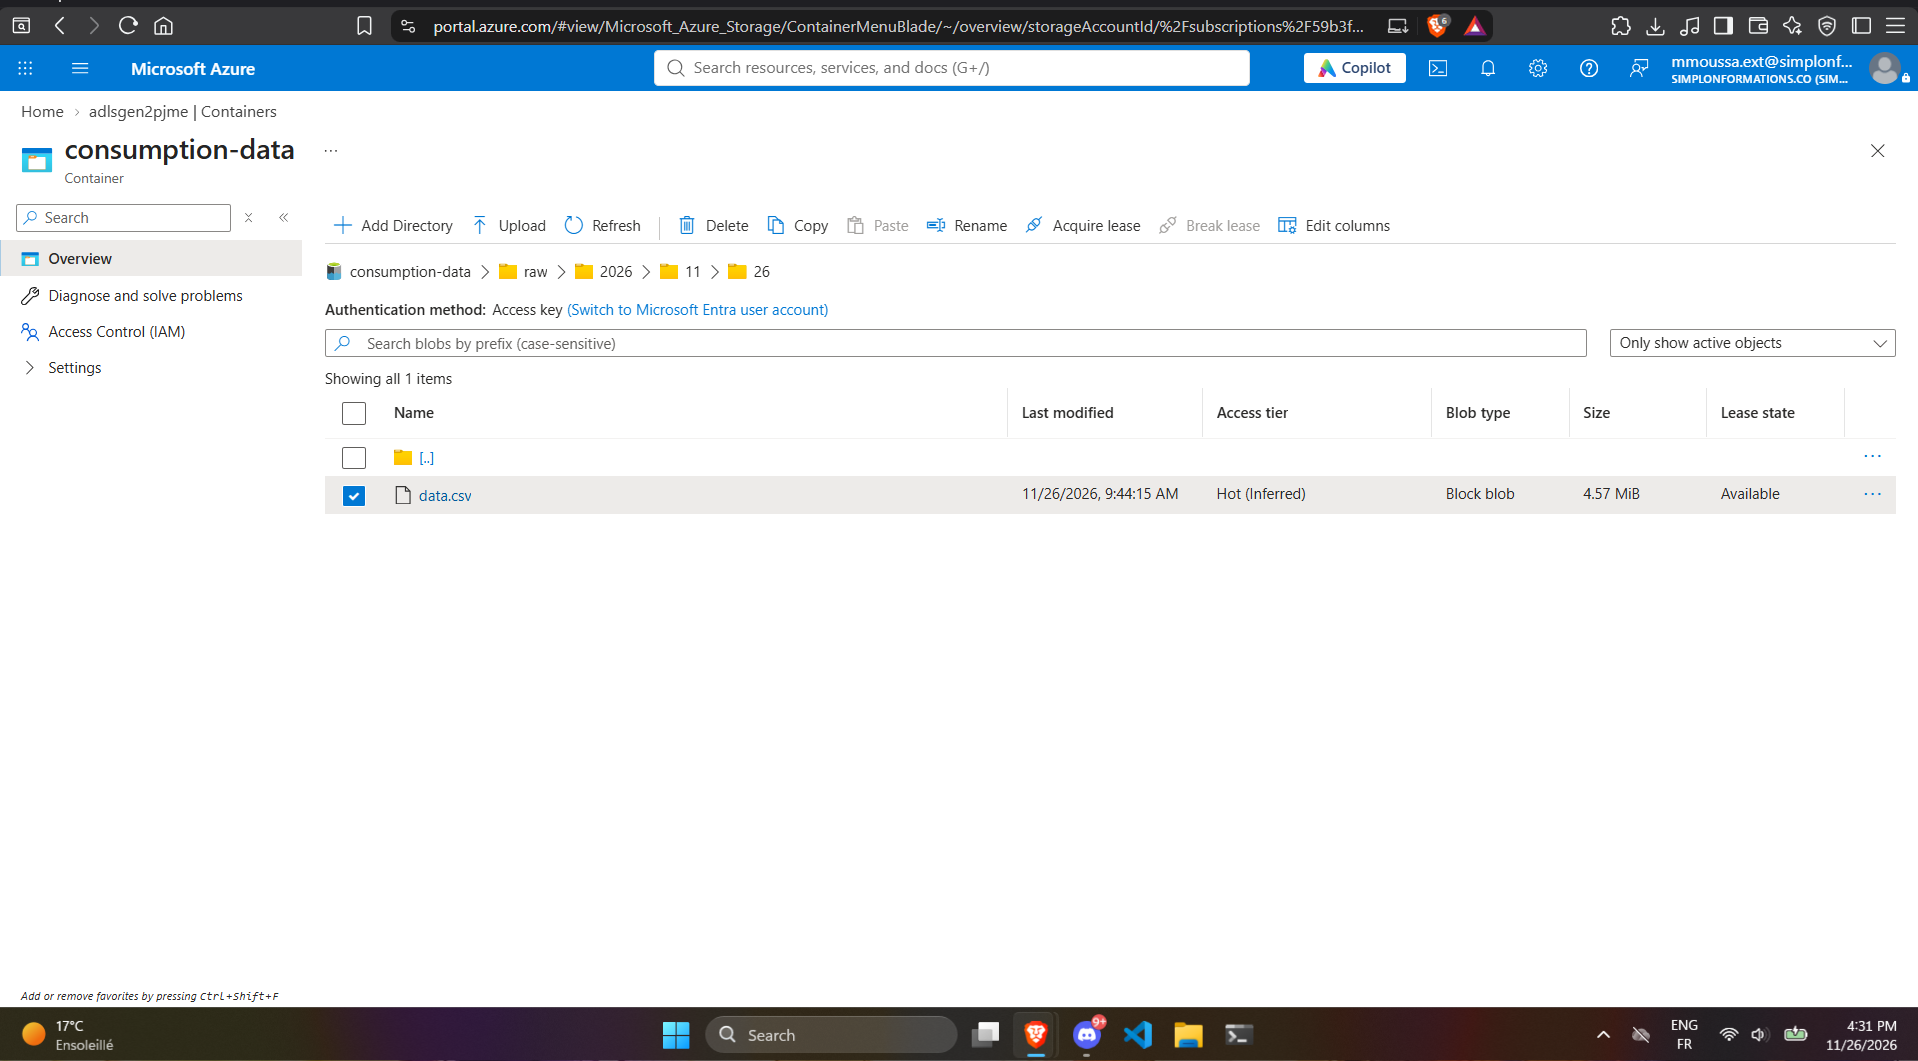 portal.azure.com/#view/Microsoft_Azure_Storage/ContainerMenuBlade/~/overview/storageAccountId/%2Fsubscriptions%2F59b3f...
6
Microsoft Azure
Search resources, services, and docs (G+/)
Copilot
mmoussa.ext@simplonf...
SIMPLONFORMATIONS.CO (SIM...
Home > adlsgen2pjme | Containers
consumption-data
...
Container
Search
Overview
Diagnose and solve problems
Access Control (IAM)
Settings
Add Directory Upload Refresh Delete Copy Paste Rename Acquire lease Break lease Edit columns
consumption-data > raw > 2026 > 11 > 26
Authentication method: Access key (Switch to Microsoft Entra user account)
Search blobs by prefix (case-sensitive)
Only show active objects
Showing all 1 items
Name Last modified Access tier Blob type Size Lease state
[..] ...
data.csv 11/26/2026, 9:44:15 AM Hot (Inferred) Block blob 4.57 MiB Available ...
Add or remove favorites by pressing Ctrl+Shift+F
17°C
Ensoleillé
Search
9+
ENG
FR
4:31 PM
11/26/2026